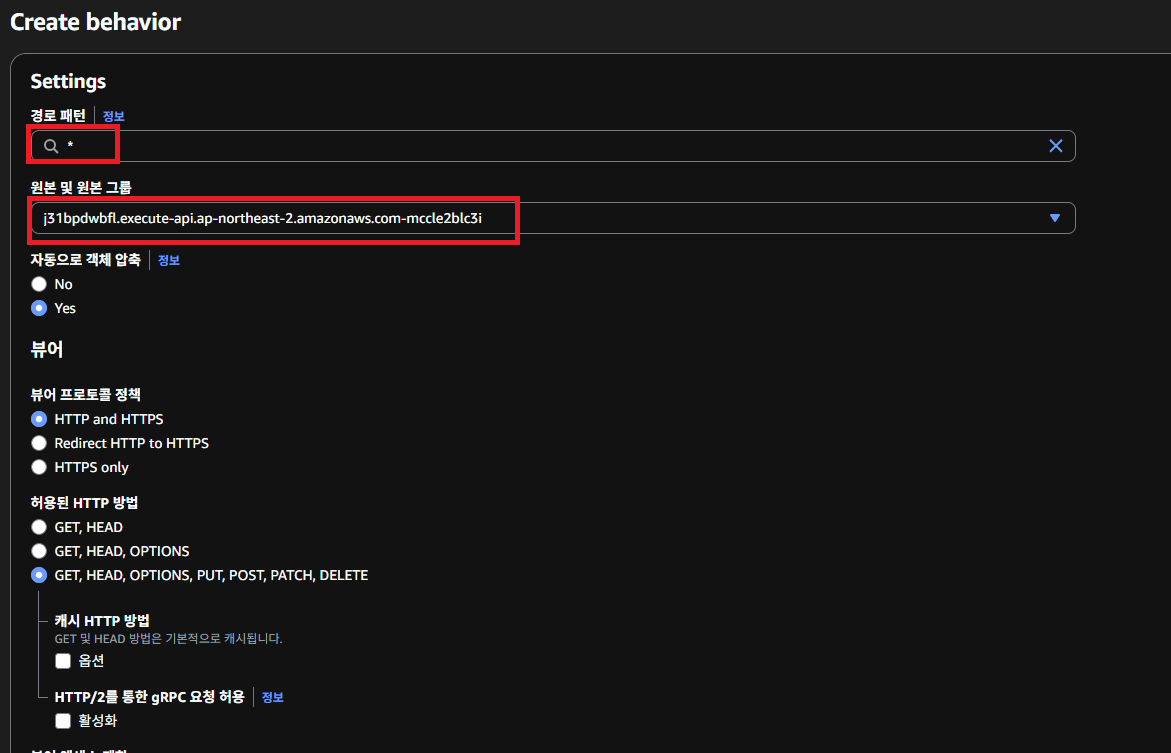 Create behavior
Settings
경로 패턴 정보
*
원본 및 원본 그룹
j31bpdwbfl.execute-api.ap-northeast-2.amazonaws.com-mccle2blc3i
자동으로 객체 압축 정보
No
Yes
뷰어
뷰어 프로토콜 정책
HTTP and HTTPS
Redirect HTTP to HTTPS
HTTPS only
허용된 HTTP 방법
GET, HEAD
GET, HEAD, OPTIONS
GET, HEAD, OPTIONS, PUT, POST, PATCH, DELETE
캐시 HTTP 방법
GET 및 HEAD 방법은 기본적으로 캐시됩니다.
옵션
HTTP/2를 통한 gRPC 요청 허용 정보
활성화